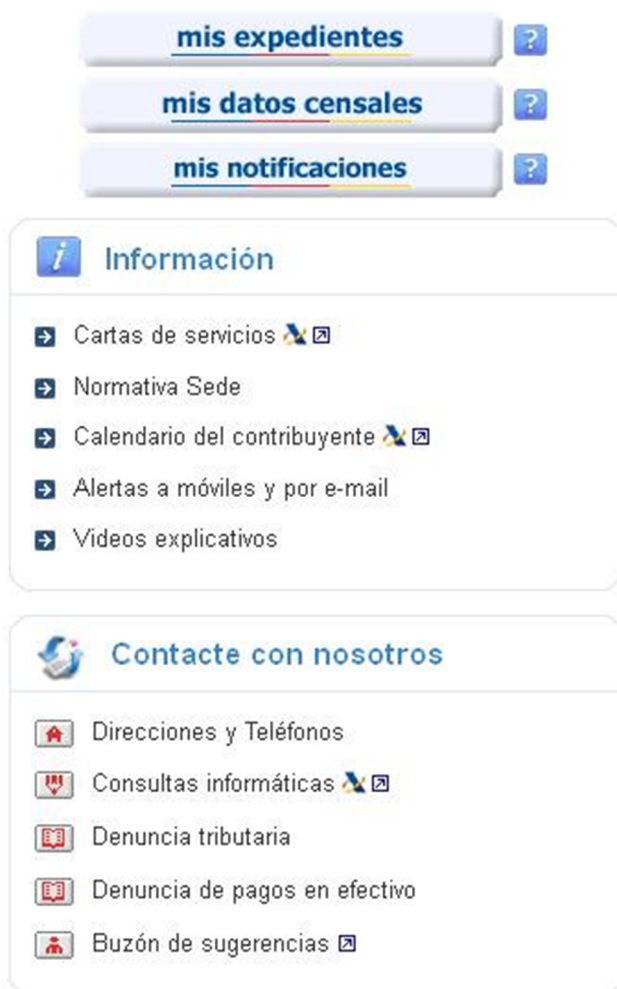 mis expedientes ?
mis datos censales ?
mis notificaciones ?
i Información
Cartas de servicios
Normativa Sede
Calendario del contribuyente
Alertas a móviles y por e-mail
Videos explicativos
Contacte con nosotros
Direcciones y Teléfonos
Consultas informáticas
Denuncia tributaria
Denuncia de pagos en efectivo
Buzón de sugerencias